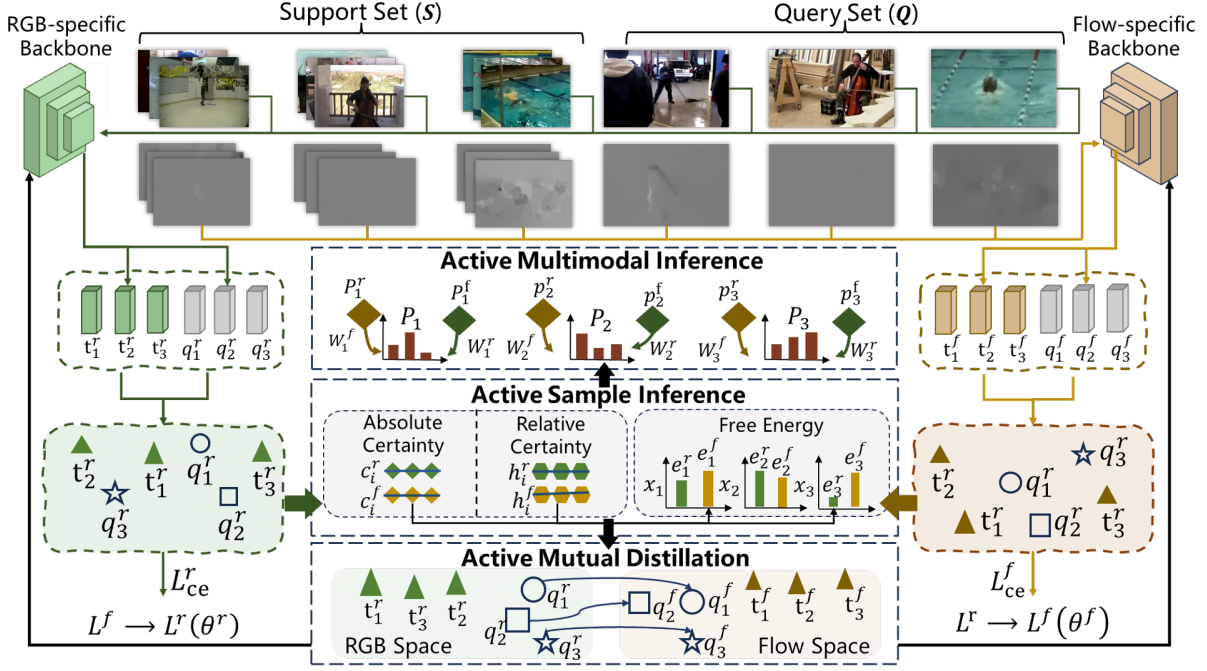 RGB-specific
Backbone
Support Set (S)
Query Set (Q)
Flow-specific
Backbone
t₁ʳ t₂ʳ t₃ʳ q₁ʳ q₂ʳ q₃ʳ
Active Multimodal Inference
P₁ʳ P₁ᶠ p₂ʳ p₂ᶠ p₃ʳ p₃ᶠ
P₁ P₂ P₃
W₁ᶠ W₁ʳ W₂ᶠ W₂ʳ W₃ᶠ W₃ʳ
t₁ᶠ t₂ᶠ t₃ᶠ q₁ᶠ q₂ᶠ q₃ᶠ
t₂ʳ t₁ʳ q₁ʳ t₃ʳ
q₃ʳ q₂ʳ
Active Sample Inference
Absolute
Certainty
cᵢʳ
cᵢᶠ
Relative
Certainty
hᵢʳ
hᵢᶠ
Free Energy
x₁ e₁ʳ e₁ᶠ x₂ e₂ʳ e₂ᶠ x₃ e₃ʳ e₃ᶠ
t₂ʳ q₁ʳ q₃ʳ
t₁ʳ q₂ʳ t₃ʳ
Active Mutual Distillation
t₁ʳ t₃ʳ t₂ʳ q₁ʳ q₂ᶠ q₁ᶠ t₁ᶠ t₂ᶠ t₃ᶠ
q₂ʳ
RGB Space q₃ʳ q₃ᶠ Flow Space
Lʳce
Lᶠ → Lʳ(θʳ)
Lᶠce
Lʳ → Lᶠ(θᶠ)